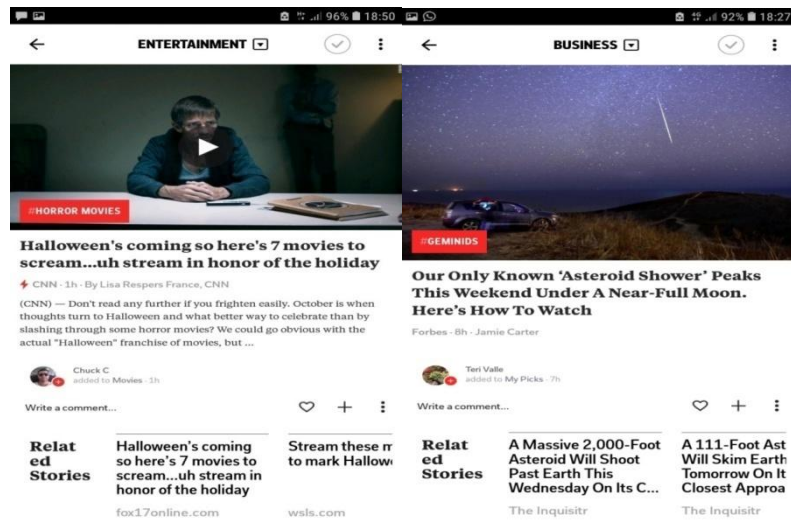 96% 18:50
ENTERTAINMENT
#HORROR MOVIES
Halloween's coming so here's 7 movies to
scream...uh stream in honor of the holiday
CNN · 1h · By Lisa Respers France, CNN
(CNN) — Don't read any further if you frighten easily. October is when
thoughts turn to Halloween and what better way to celebrate than by
slashing through some horror movies? We could go obvious with the
actual "Halloween" franchise of movies, but ...
Chuck C
added to Movies · 1h
Write a comment...
Relat
ed
Stories
Halloween's coming
so here's 7 movies to
scream...uh stream in
honor of the holiday
fox17online.com
Stream these m
to mark Hallow
wsls.com
92% 18:27
BUSINESS
#GEMINIDS
Our Only Known ‘Asteroid Shower’ Peaks
This Weekend Under A Near-Full Moon.
Here’s How To Watch
Forbes · 8h · Jamie Carter
Teri Valle
added to My Picks · 7h
Write a comment...
Relat
ed
Stories
A Massive 2,000-Foot
Asteroid Will Shoot
Past Earth This
Wednesday On Its C...
The Inquisitr
A 111-Foot Ast
Will Skim Earth
Tomorrow On It
Closest Approa
The Inquisitr